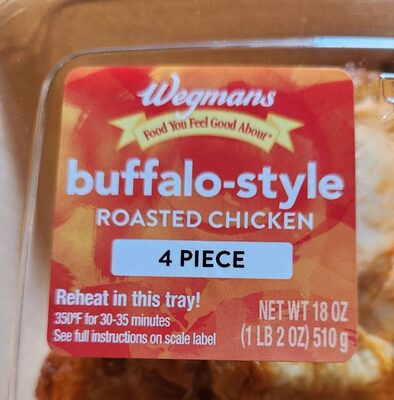 Wegmans
Food You Feel Good About*
buffalo-style
ROASTED CHICKEN
4 PIECE
Reheat in this tray!
350°F for 30-35 minutes
See full instructions on scale label
NET WT 18 OZ
(1 LB 2 OZ) 510 g